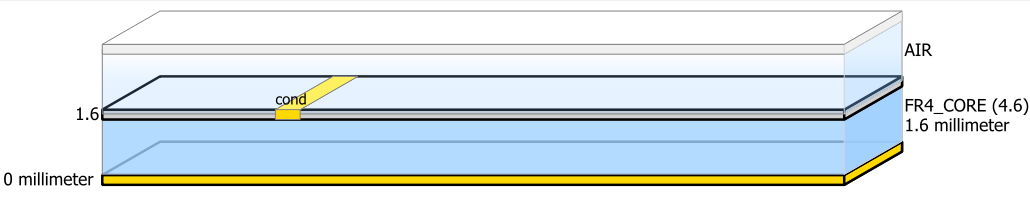 AIR
cond
FR4_CORE (4.6)
1.6
1.6 millimeter
0 millimeter